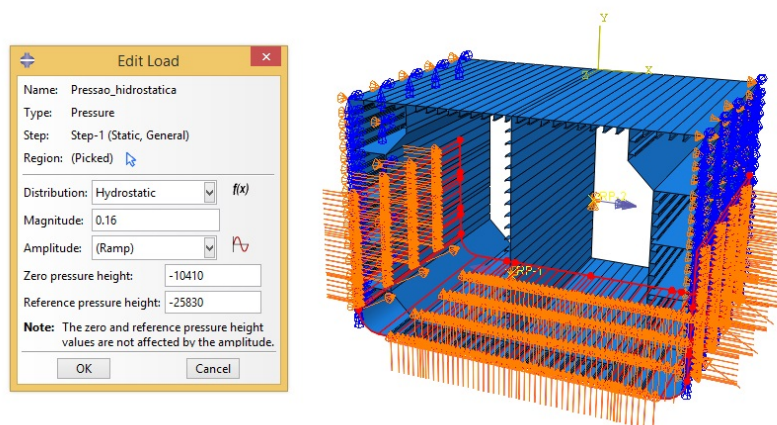 Edit Load
Name: Pressao_hidrostatica
Type: Pressure
Step: Step-1 (Static, General)
Region: (Picked)
Distribution: Hydrostatic f(x)
Magnitude: 0.16
Amplitude: (Ramp)
Zero pressure height: -10410
Reference pressure height: -25830
Note: The zero and reference pressure height
values are not affected by the amplitude.
OK Cancel
Y
Z X
RP-2
RP-1